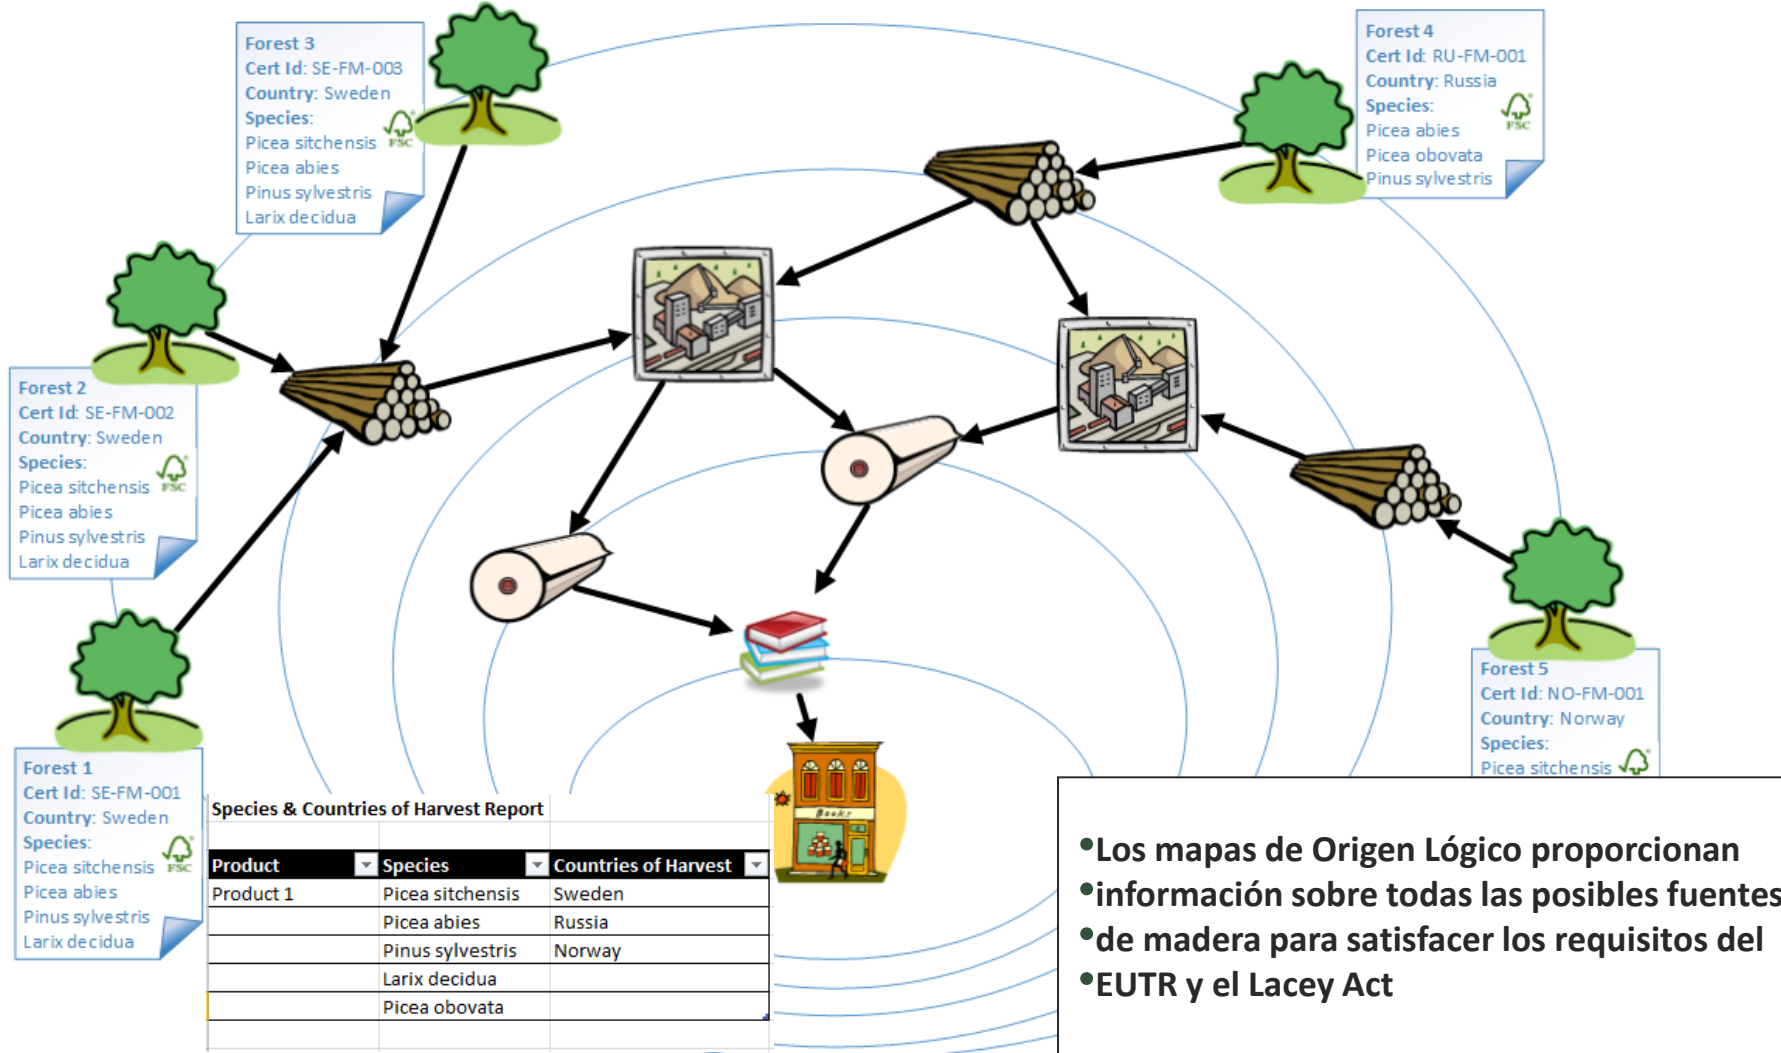 Forest 3
Cert Id: SE-FM-003
Country: Sweden
Species:
Picea sitchensis
Picea abies
Pinus sylvestris
Larix decidua
FSC
Forest 4
Cert Id: RU-FM-001
Country: Russia
Species:
Picea abies
Picea obovata
Pinus sylvestris
FSC
Forest 2
Cert Id: SE-FM-002
Country: Sweden
Species:
Picea sitchensis
Picea abies
Pinus sylvestris
Larix decidua
FSC
Forest 5
Cert Id: NO-FM-001
Country: Norway
Species:
Picea sitchensis
Forest 1
Cert Id: SE-FM-001
Country: Sweden
Species:
Picea sitchensis
Picea abies
Pinus sylvestris
Larix decidua
FSC
Books
Species & Countries of Harvest Report
Product Species Countries of Harvest
Product 1 Picea sitchensis Sweden
Picea abies Russia
Pinus sylvestris Norway
Larix decidua
Picea obovata
•Los mapas de Origen Lógico proporcionan
•información sobre todas las posibles fuentes
•de madera para satisfacer los requisitos del
•EUTR y el Lacey Act